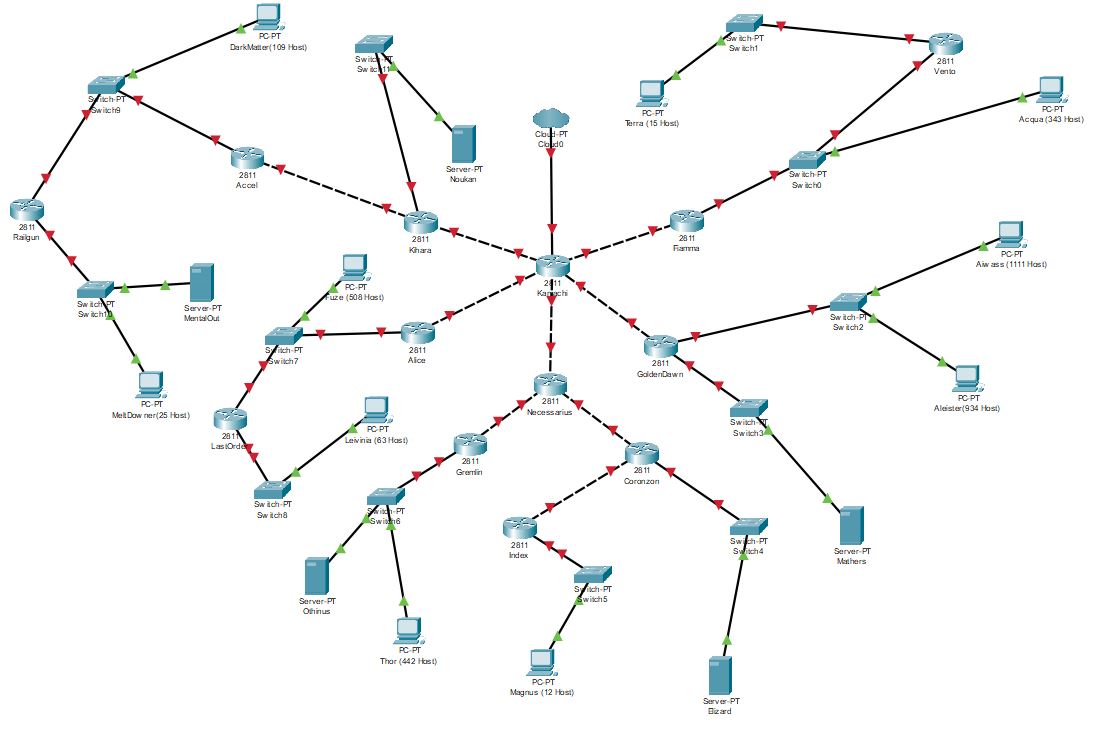 PC-PT
DarkMatter(109 Host)
Switch-PT
Switch9
2811
Accel
2811
Railgun
Switch-PT
Switch10
Server-PT
MentalOut
PC-PT
MeltDowner(25 Host)
Switch-PT
Switch11
Server-PT
Noukan
2811
Kihara
Cloud-PT
Cloud0
2811
Kamachi
Switch-PT
Switch1
2811
Vento
PC-PT
Terra (15 Host)
PC-PT
Acqua (343 Host)
Switch-PT
Switch0
2811
Fiamma
PC-PT
Aiwass (1111 Host)
Switch-PT
Switch2
2811
GoldenDawn
PC-PT
Aleister(934 Host)
Switch-PT
Switch3
Server-PT
Mathers
PC-PT
Fuze (508 Host)
Switch-PT
Switch7
2811
Alice
2811
LastOrder
PC-PT
Leivinia (63 Host)
Switch-PT
Switch8
2811
Necessarius
2811
Gremlin
Switch-PT
Switch6
Server-PT
Othinus
PC-PT
Thor (442 Host)
2811
Coronzon
2811
Index
Switch-PT
Switch5
PC-PT
Magnus (12 Host)
Switch-PT
Switch4
Server-PT
Elizard